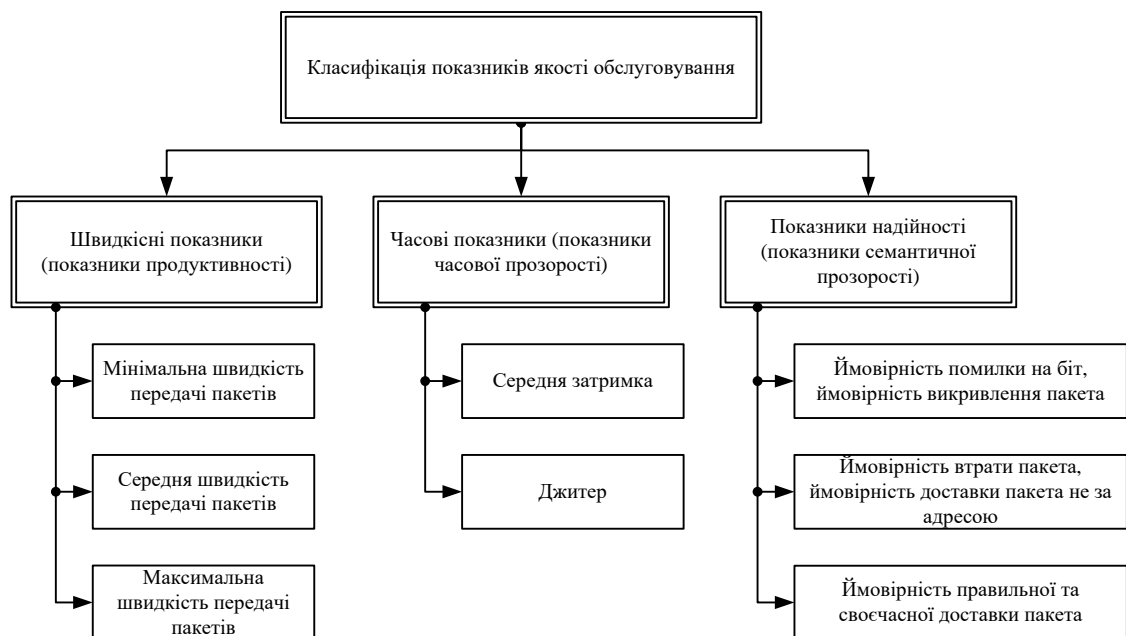 Класифікація показників якості обслуговування
Швидкісні показники
(показники продуктивності)
Часові показники (показники
часової прозорості)
Показники надійності
(показники семантичної
прозорості)
Мінімальна швидкість
передачі пакетів
Середня швидкість
передачі пакетів
Максимальна
швидкість передачі
пакетів
Середня затримка
Джитер
Ймовірність помилки на біт,
ймовірність викривлення пакета
Ймовірність втрати пакета,
ймовірність доставки пакета не за
адресою
Ймовірність правильної та
своєчасної доставки пакета